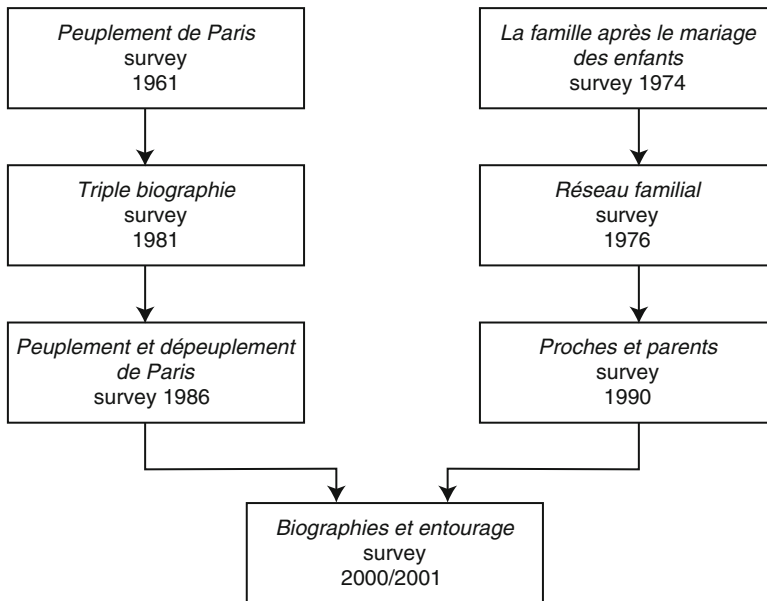 Peuplement de Paris
survey
1961
La famille après le mariage
des enfants
survey 1974
Triple biographie
survey
1981
Réseau familial
survey
1976
Peuplement et dépeuplement
de Paris
survey 1986
Proches et parents
survey
1990
Biographies et entourage
survey
2000/2001